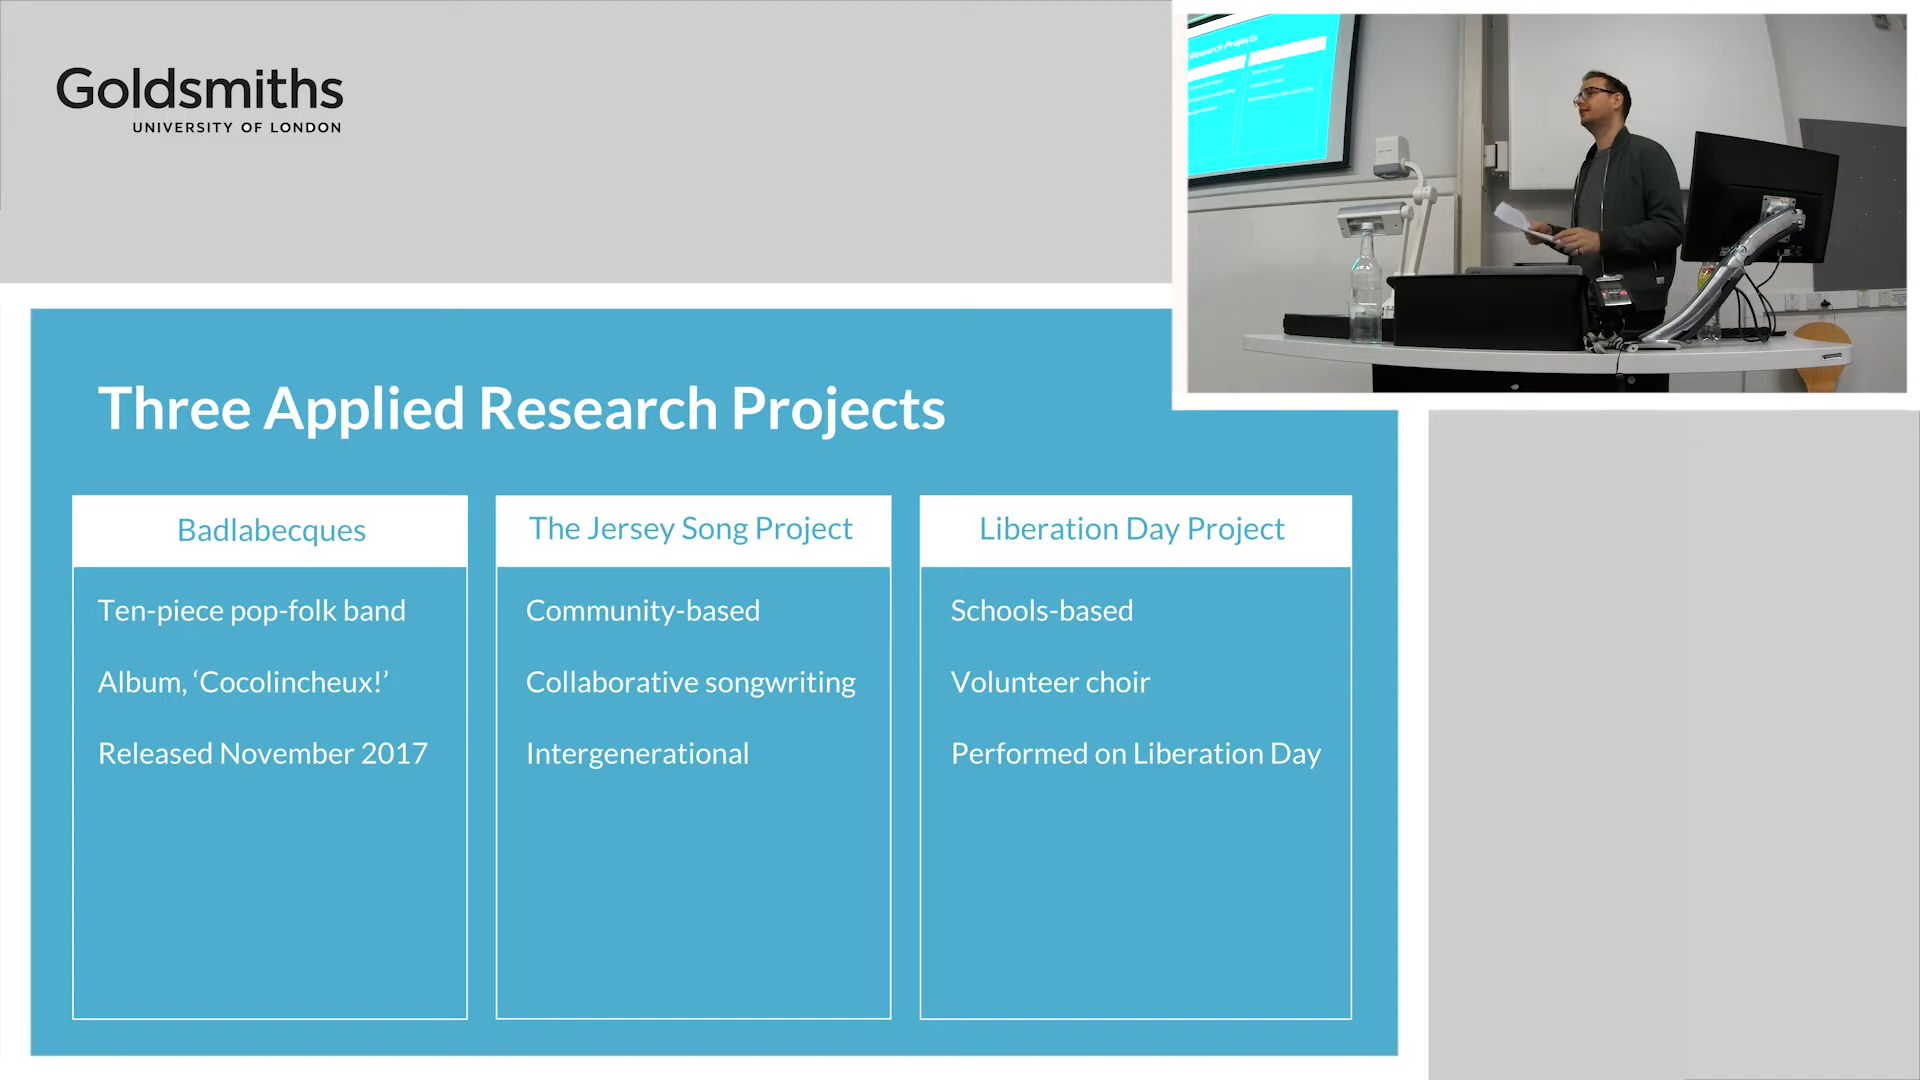 Goldsmiths
UNIVERSITY OF LONDON
Research Projects
Three Applied Research Projects
Badlabecques
Ten-piece pop-folk band
Album, ‘Cocolincheux!’
Released November 2017
The Jersey Song Project
Community-based
Collaborative songwriting
Intergenerational
Liberation Day Project
Schools-based
Volunteer choir
Performed on Liberation Day